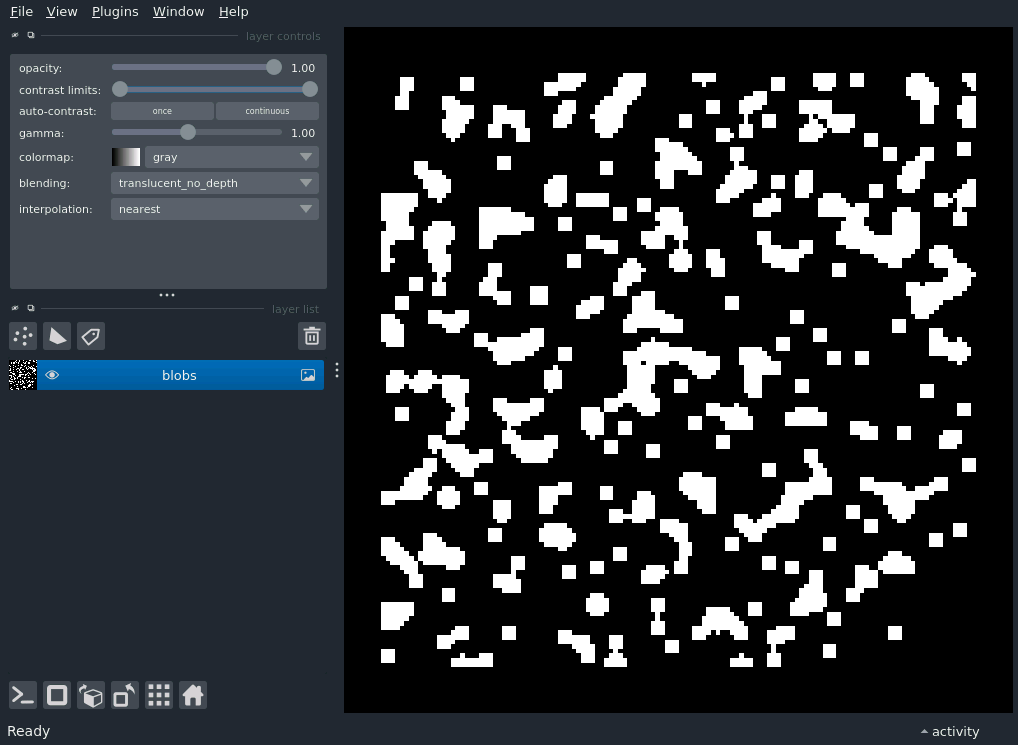 File View Plugins Window Help
layer controls
opacity: 1.00
contrast limits:
auto-contrast: once continuous
gamma: 1.00
colormap: gray
blending: translucent_no_depth
interpolation: nearest
layer list
blobs
Ready activity